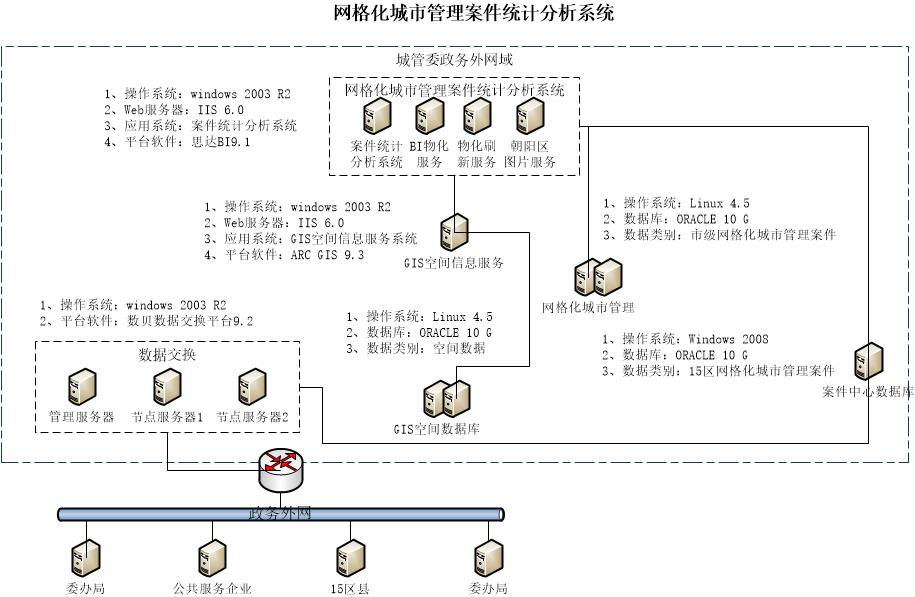 网格化城市管理案件统计分析系统
城管委政务外网域
网格化城市管理案件统计分析系统
1、操作系统：windows 2003 R2
2、Web服务器：IIS 6.0
3、应用系统：案件统计分析系统
4、平台软件：思达BI9.1
案件统计
分析系统
BI物化
服务
物化刷
新服务
朝阳区
图片服务
1、操作系统：windows 2003 R2
2、Web服务器：IIS 6.0
3、应用系统：GIS空间信息服务系统
4、平台软件：ARC GIS 9.3
GIS空间信息服务
1、操作系统：Linux 4.5
2、数据库：ORACLE 10 G
3、数据类别：市级网格化城市管理案件
网格化城市管理
1、操作系统：windows 2003 R2
2、平台软件：数贝数据交换平台9.2
1、操作系统：Linux 4.5
2、数据库：ORACLE 10 G
3、数据类别：空间数据
1、操作系统：Windows 2008
2、数据库：ORACLE 10 G
3、数据类别：15区网格化城市管理案件
案件中心数据库
数据交换
管理服务器
节点服务器1
节点服务器2
GIS空间数据库
政务外网
委办局
公共服务企业
15区县
委办局